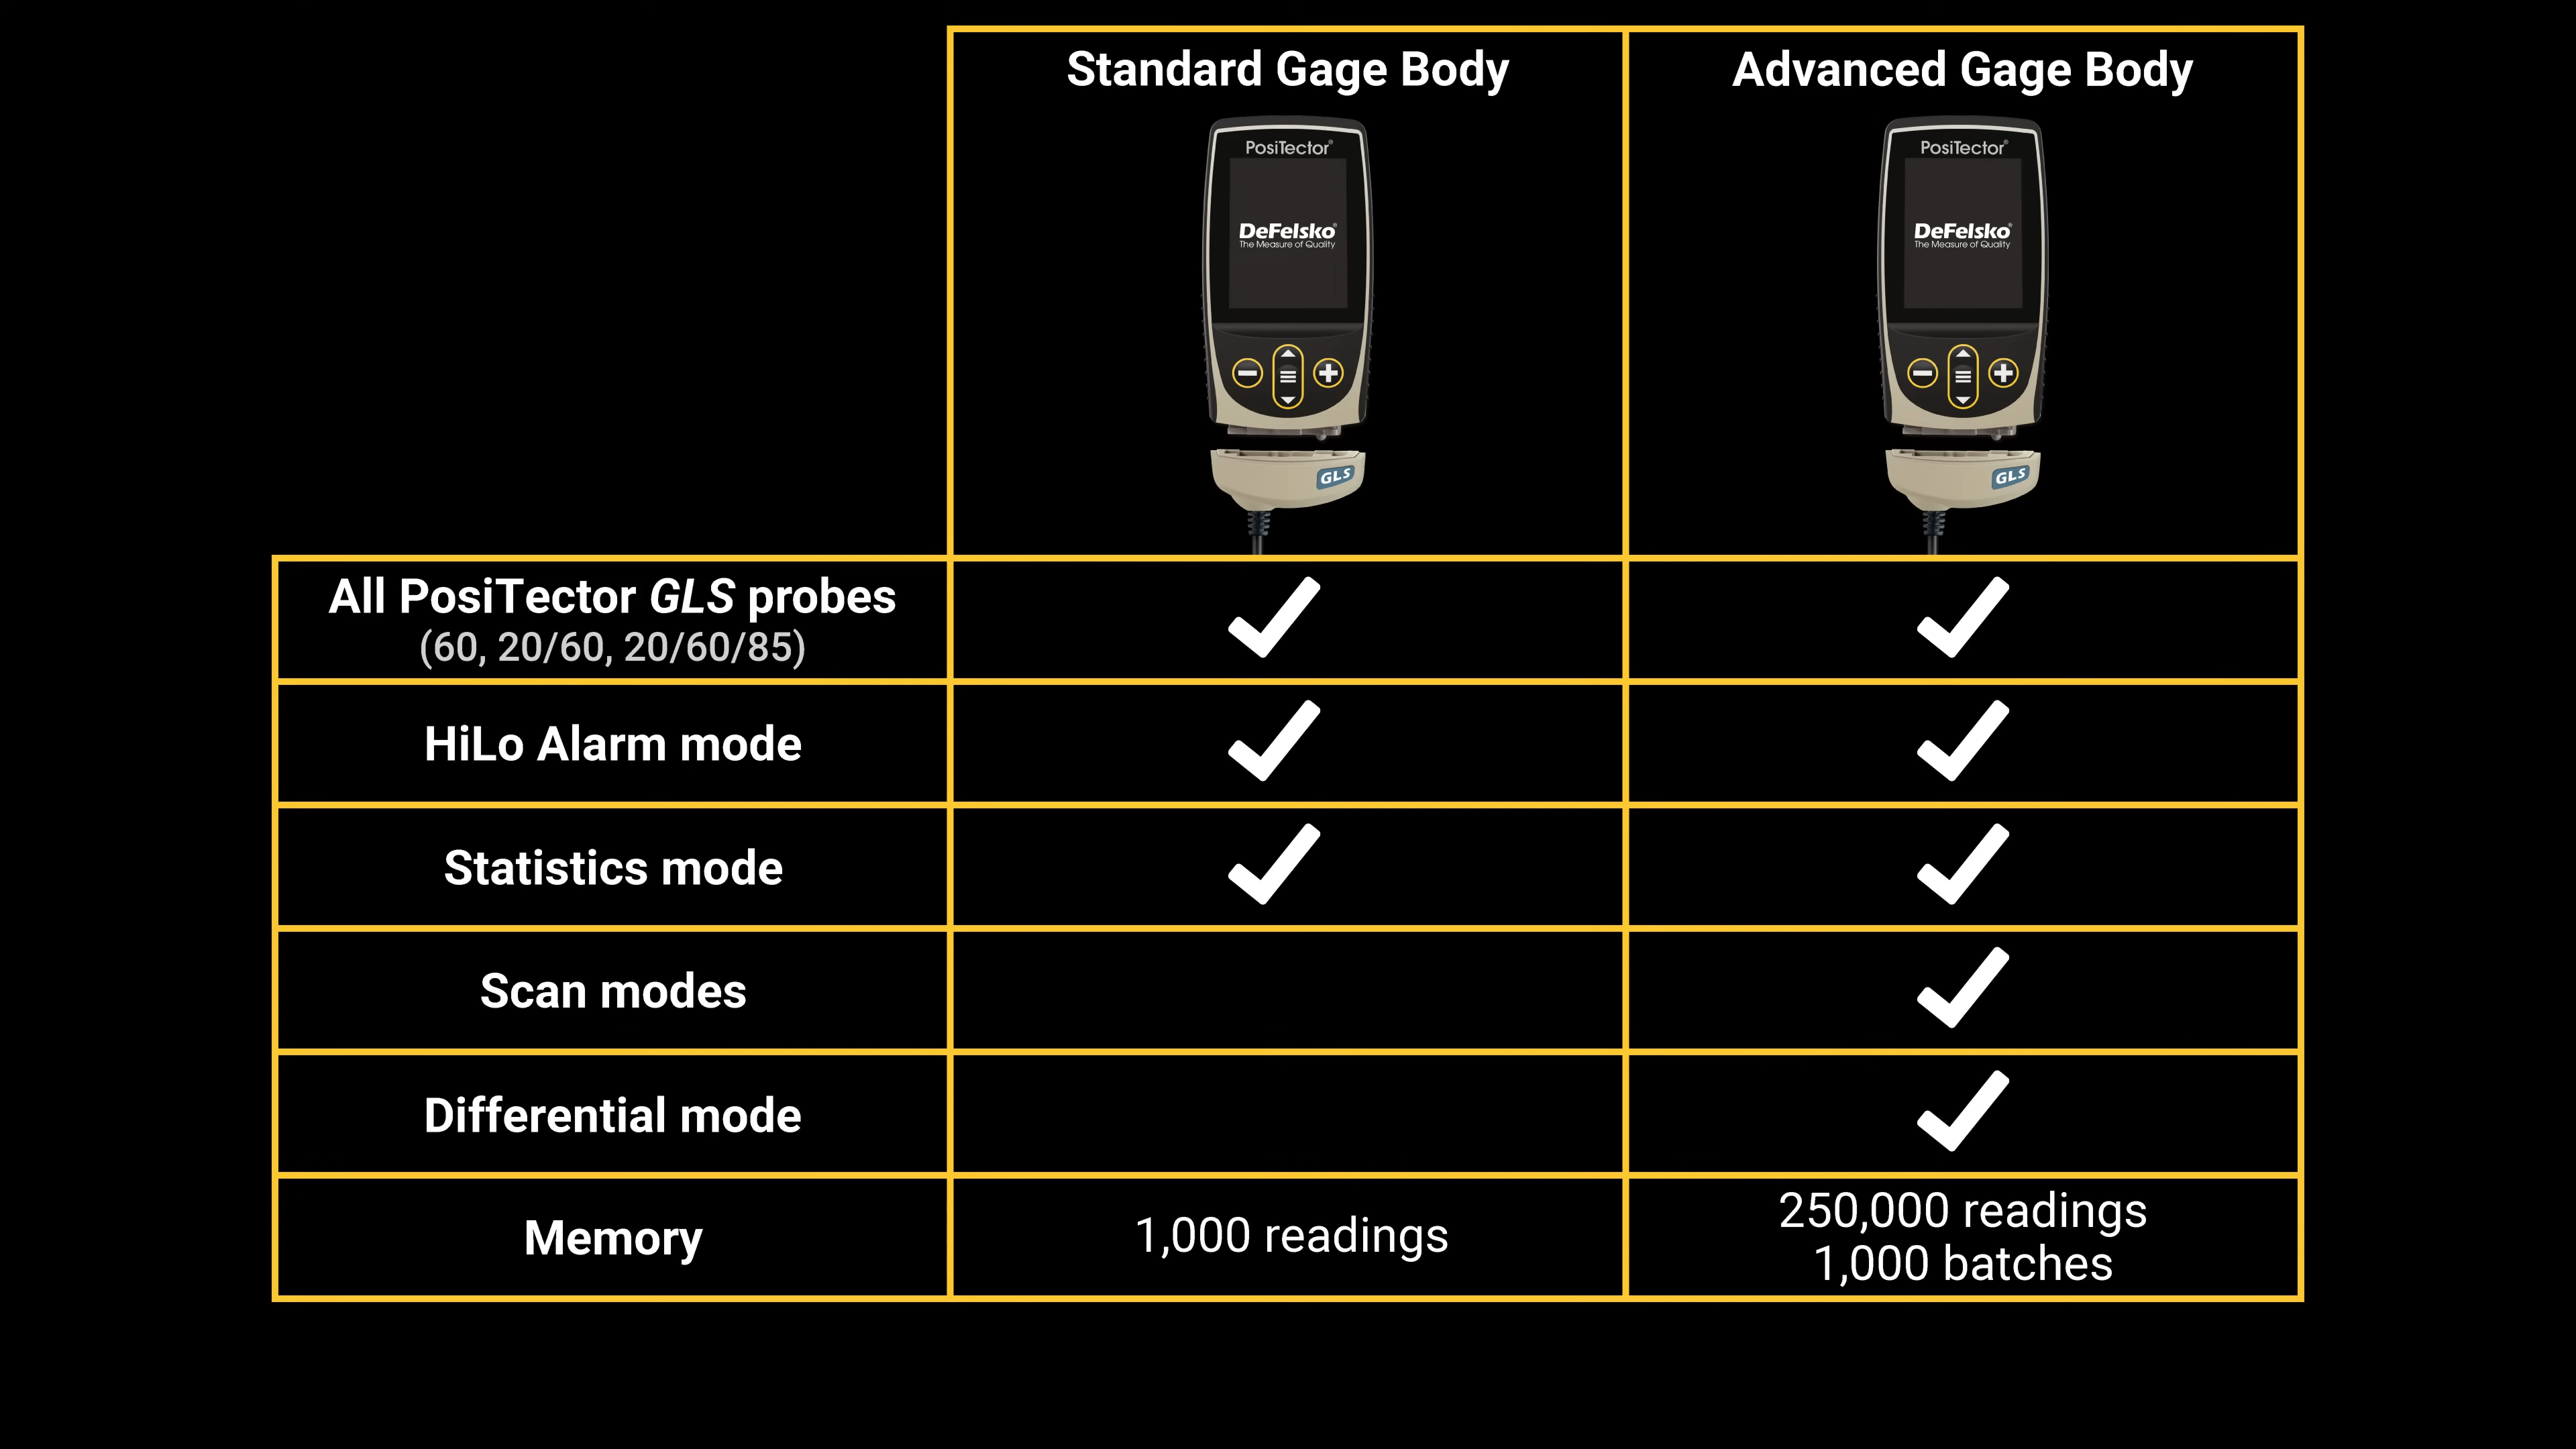 Standard Gage Body
Advanced Gage Body
PosiTector®
PosiTector®
DeFelsko®
The Measure of Quality
DeFelsko®
The Measure of Quality
GLS
GLS
All PosiTector GLS probes
(60, 20/60, 20/60/85)
HiLo Alarm mode
Statistics mode
Scan modes
Differential mode
Memory
1,000 readings
250,000 readings
1,000 batches